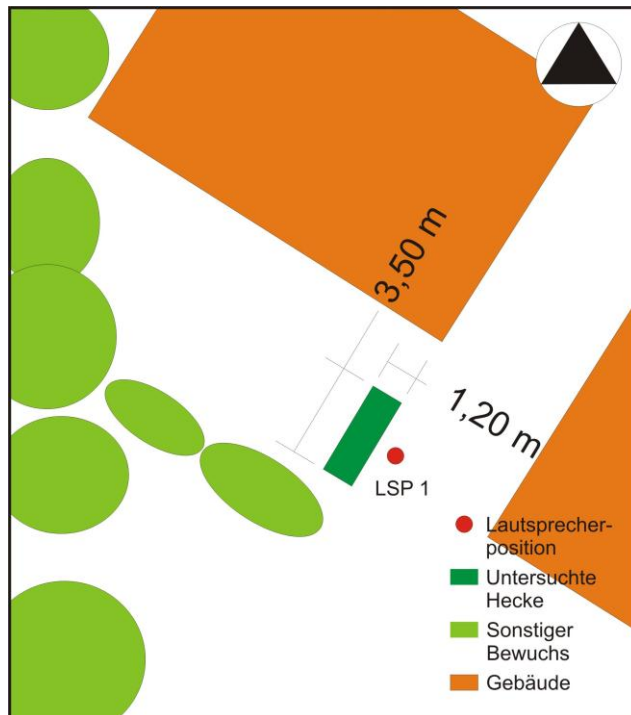 3,50 m
1,20 m
LSP 1
Lautsprecher-
position
Untersuchte
Hecke
Sonstiger
Bewuchs
Gebäude